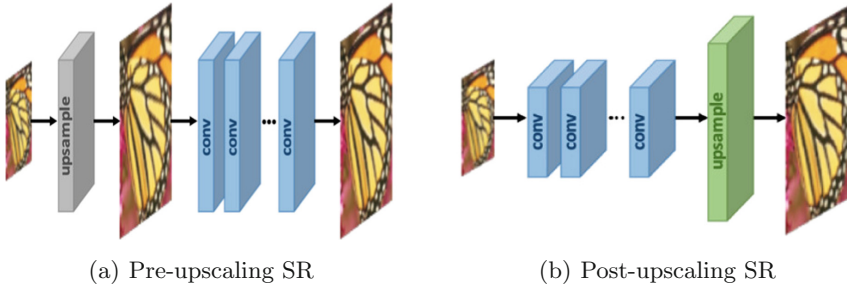 upsample
conv
conv
...
conv
(a) Pre-upscaling SR
conv
conv
...
conv
upsample
(b) Post-upscaling SR